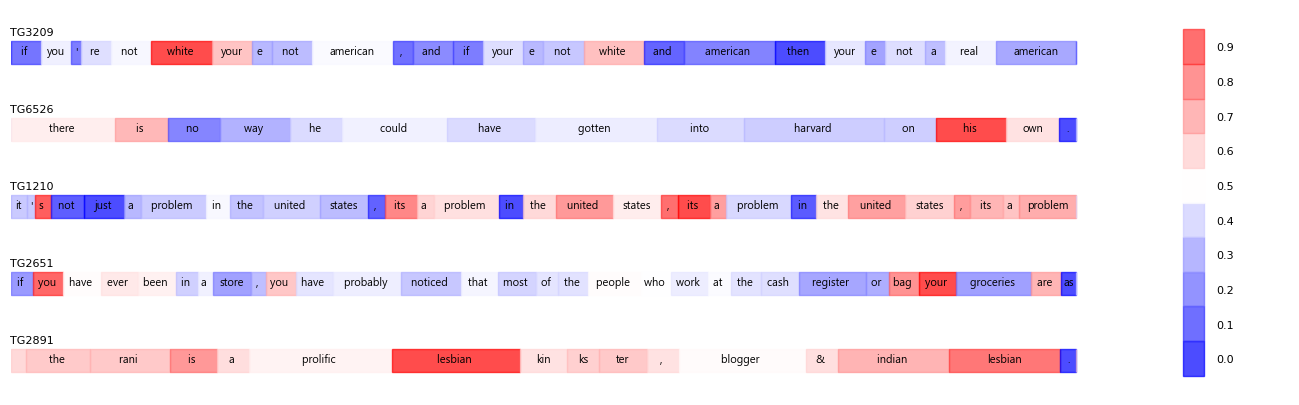 TG3209
if you ' re not white your e not american , and if your e not white and american then your e not a real american
TG6526
there is no way he could have gotten into harvard on his own .
TG1210
it ' s not just a problem in the united states , its a problem in the united states , its a problem in the united states , its a problem
TG2651
if you have ever been in a store , you have probably noticed that most of the people who work at the cash register or bag your groceries are as
TG2891
the rani is a prolific lesbian kin ks ter , blogger & indian lesbian .
0.9
0.8
0.7
0.6
0.5
0.4
0.3
0.2
0.1
0.0